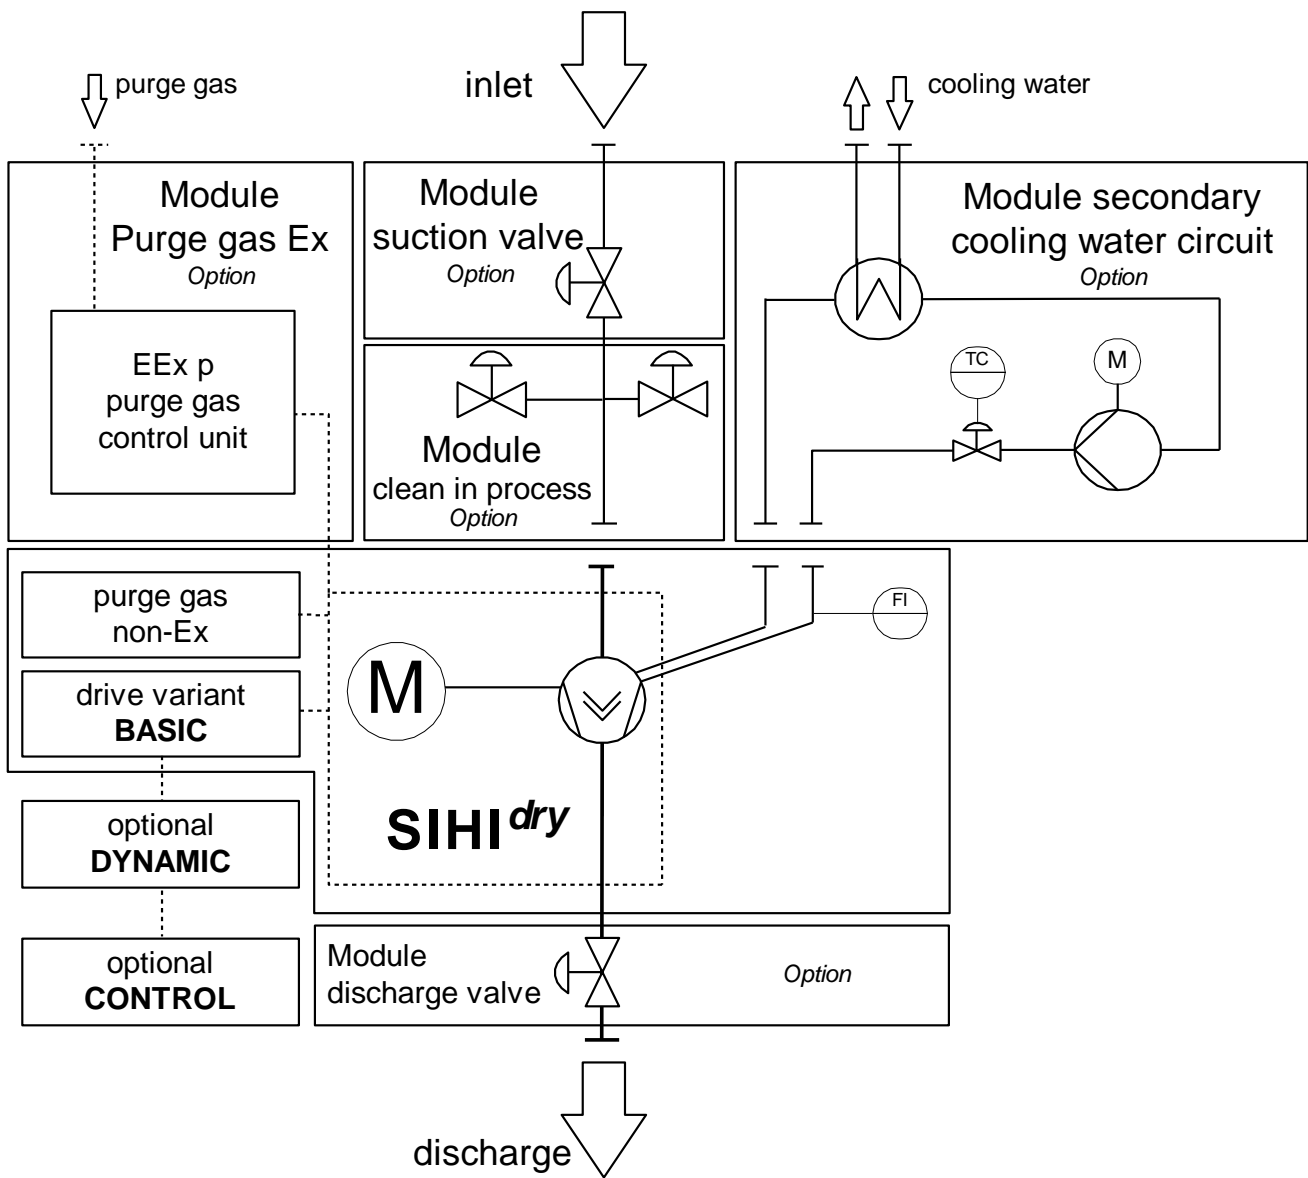 inlet
purge gas
cooling water
Module
Purge gas Ex
Option
EEx p
purge gas
control unit
Module
suction valve
Option
Module
clean in process
Option
Module secondary
cooling water circuit
Option
TC
M
purge gas
non-Ex
drive variant
BASIC
optional
DYNAMIC
optional
CONTROL
M
FI
SIHI dry
Module
discharge valve
Option
discharge